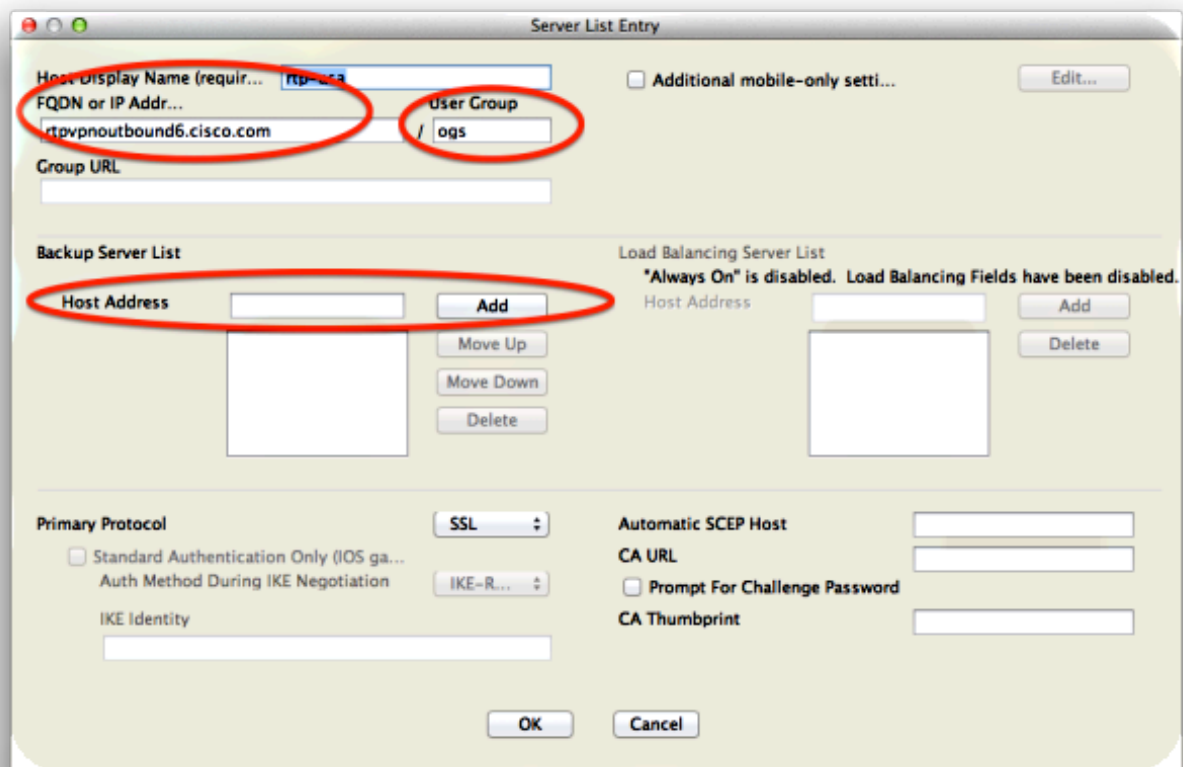 Server List Entry
Host Display Name (requir... rtp-asa
Additional mobile-only setti... Edit...
FQDN or IP Addr... User Group
rtpvpnoutbound6.cisco.com / ogs
Group URL
Backup Server List
Load Balancing Server List
"Always On" is disabled. Load Balancing Fields have been disabled.
Host Address Add
Host Address Add
Move Up
Delete
Move Down
Delete
Primary Protocol SSL
Automatic SCEP Host
Standard Authentication Only (IOS ga...
CA URL
Auth Method During IKE Negotiation IKE-R...
Prompt For Challenge Password
IKE Identity
CA Thumbprint
OK Cancel